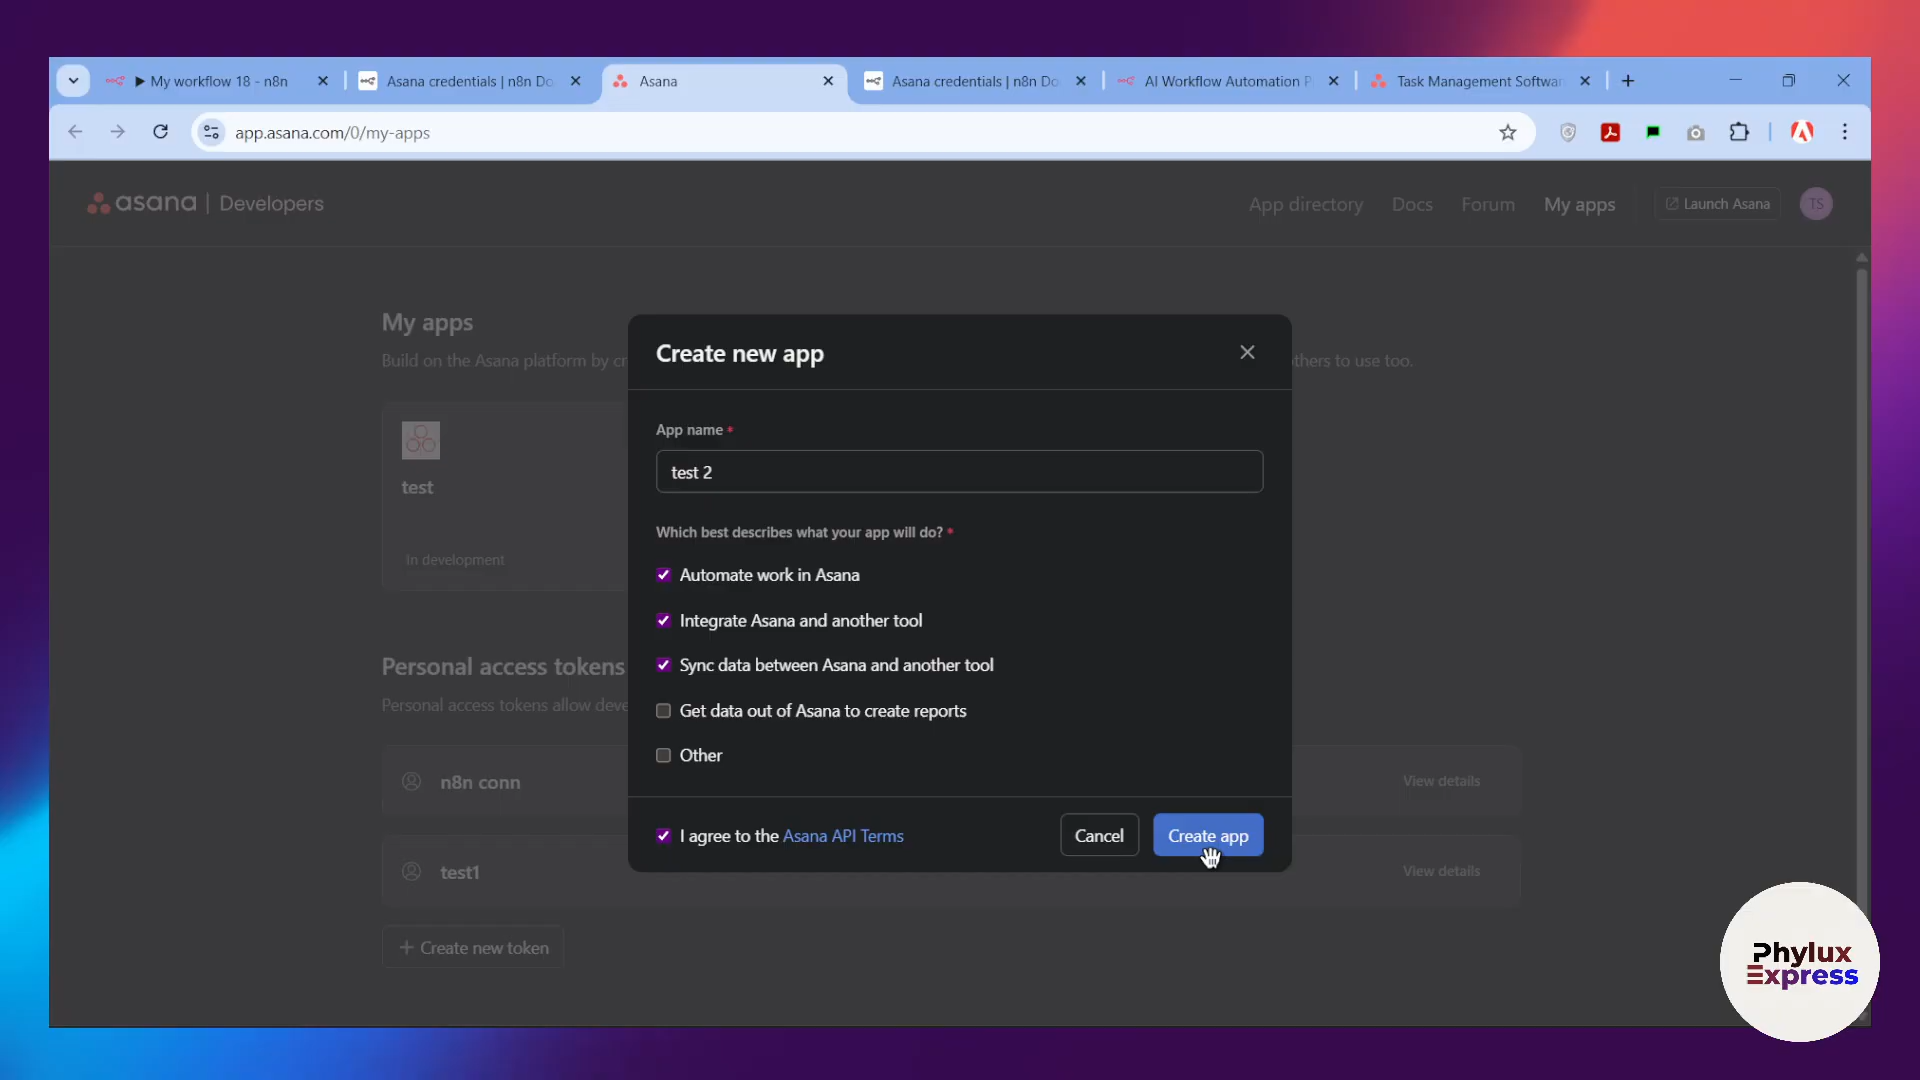 My workflow 18 - n8n
Asana credentials | n8n Do
Asana
Asana credentials | n8n Do
AI Workflow Automation P
Task Management Softwar
app.asana.com/0/my-apps
asana | Developers
App directory
Docs
Forum
My apps
Launch Asana
TS
My apps
Build on the Asana platform by cr
thers to use too.
test
In development
Create new app
App name *
test 2
Which best describes what your app will do? *
Automate work in Asana
Integrate Asana and another tool
Sync data between Asana and another tool
Get data out of Asana to create reports
Other
I agree to the Asana API Terms
Cancel
Create app
Personal access tokens
Personal access tokens allow deve
n8n conn
View details
test1
View details
+ Create new token
Phylux
Express